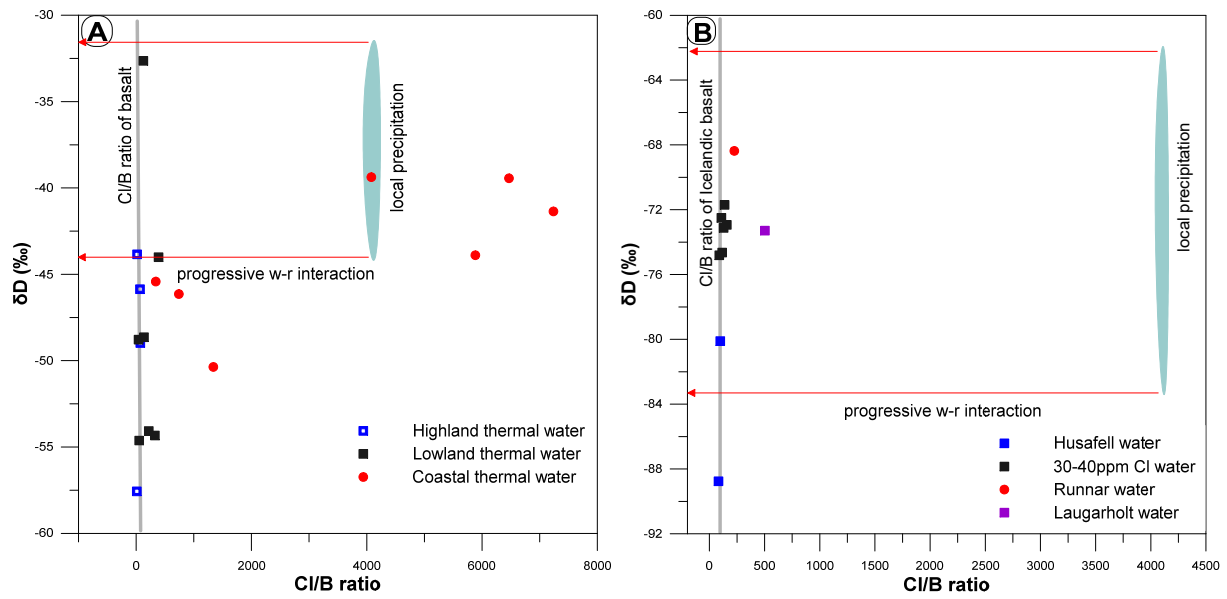 A
-30
-35
-40
-45
-50
-55
-60
δD (‰)
Cl/B ratio of basalt
local precipitation
progressive w-r interaction
Highland thermal water
Lowland thermal water
Coastal thermal water
0
2000
4000
6000
8000
Cl/B ratio
B
-60
-64
-68
-72
-76
-80
-84
-88
-92
δD (‰)
Cl/B ratio of Icelandic basalt
local precipitation
progressive w-r interaction
Husafell water
30-40ppm Cl water
Runnar water
Laugarholt water
0
500
1000
1500
2000
2500
3000
3500
4000
4500
Cl/B ratio